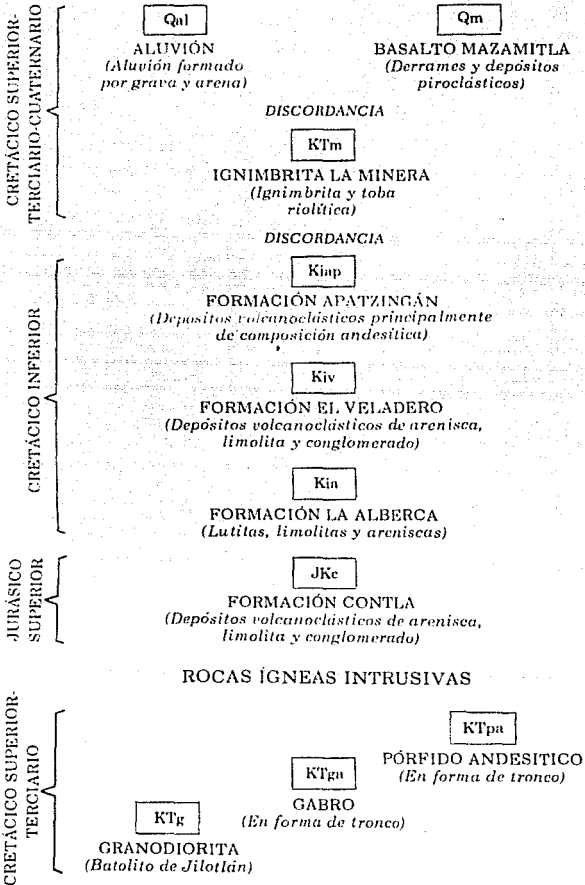 CRETÁCICO SUPERIOR-
TERCIARIO-CUATERNARIO
Qal
ALUVIÓN
(Aluvión formado
por grava y arena)
Qm
BASALTO MAZAMITLA
(Derrames y depósitos
piroclásticos)
DISCORDANCIA
KTm
IGNIMBRITA LA MINERA
(Ignimbrita y toba
riolítica)
DISCORDANCIA
CRETÁCICO INFERIOR
Kiap
FORMACIÓN APATZINGÁN
(Depositos volcanoclásticos principalmente
de composición andesítica)
Kiv
FORMACIÓN EL VELADERO
(Depósitos volcanoclásticos de arenisca,
limolita y conglomerado)
Kia
FORMACIÓN LA ALBERCA
(Lutitas, limolitas y areniscas)
JURÁSICO
SUPERIOR
JKc
FORMACIÓN CONTLA
(Depósitos volcanoclásticos de arenisca,
limolita y conglomerado)
ROCAS ÍGNEAS INTRUSIVAS
CRETÁCICO SUPERIOR-
TERCIARIO
KTpa
PÓRFIDO ANDESITICO
(En forma de tronco)
KTga
GABRO
(En forma de tronco)
KTg
GRANODIORITA
(Batolito de Jilotlán)